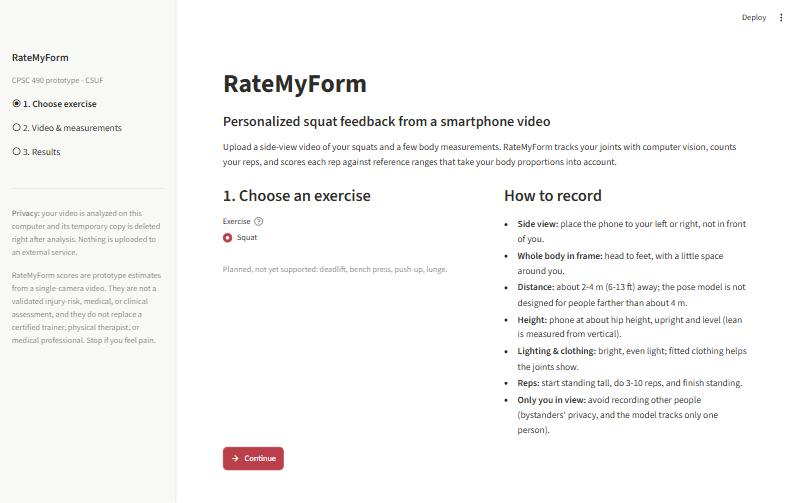 Deploy
RateMyForm
CPSC 490 prototype · CSUF
1. Choose exercise
2. Video & measurements
3. Results
Privacy: your video is analyzed on this
computer and its temporary copy is deleted
right after analysis. Nothing is uploaded to
an external service.
RateMyForm scores are prototype estimates
from a single-camera video. They are not a
validated injury-risk, medical, or clinical
assessment, and they do not replace a
certified trainer, physical therapist, or
medical professional. Stop if you feel pain.
RateMyForm
Personalized squat feedback from a smartphone video
Upload a side-view video of your squats and a few body measurements. RateMyForm tracks your joints with computer vision, counts
your reps, and scores each rep against reference ranges that take your body proportions into account.
1. Choose an exercise
Exercise ?
Squat
Planned, not yet supported: deadlift, bench press, push-up, lunge.
How to record
• Side view: place the phone to your left or right, not in front
of you.
• Whole body in frame: head to feet, with a little space
around you.
• Distance: about 2-4 m (6-13 ft) away; the pose model is not
designed for people farther than about 4 m.
• Height: phone at about hip height, upright and level (lean
is measured from vertical).
• Lighting & clothing: bright, even light; fitted clothing helps
the joints show.
• Reps: start standing tall, do 3-10 reps, and finish standing.
• Only you in view: avoid recording other people
(bystanders' privacy, and the model tracks only one
person).
→ Continue